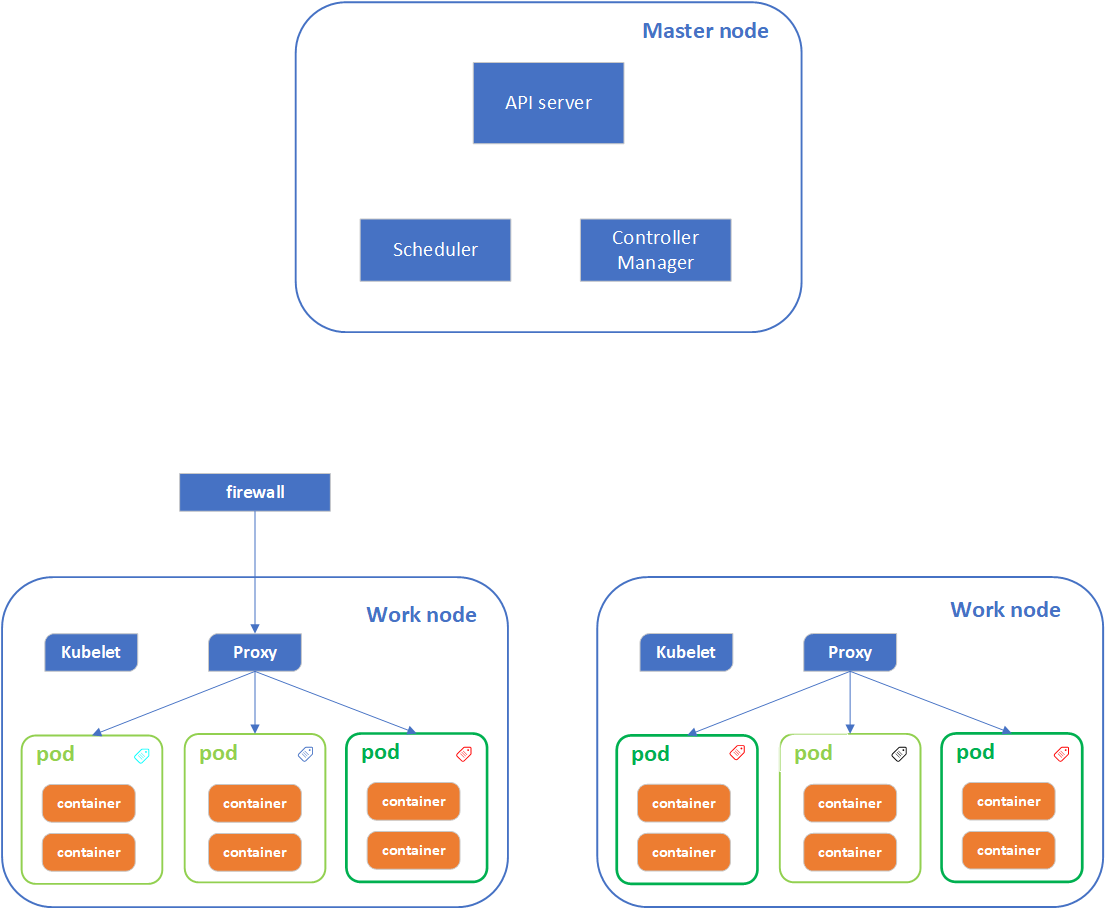 Master node
API server
Scheduler
Controller
Manager
firewall
Work node
Kubelet
Proxy
pod
container
container
pod
container
container
pod
container
container
Work node
Kubelet
Proxy
pod
container
container
pod
container
container
pod
container
container